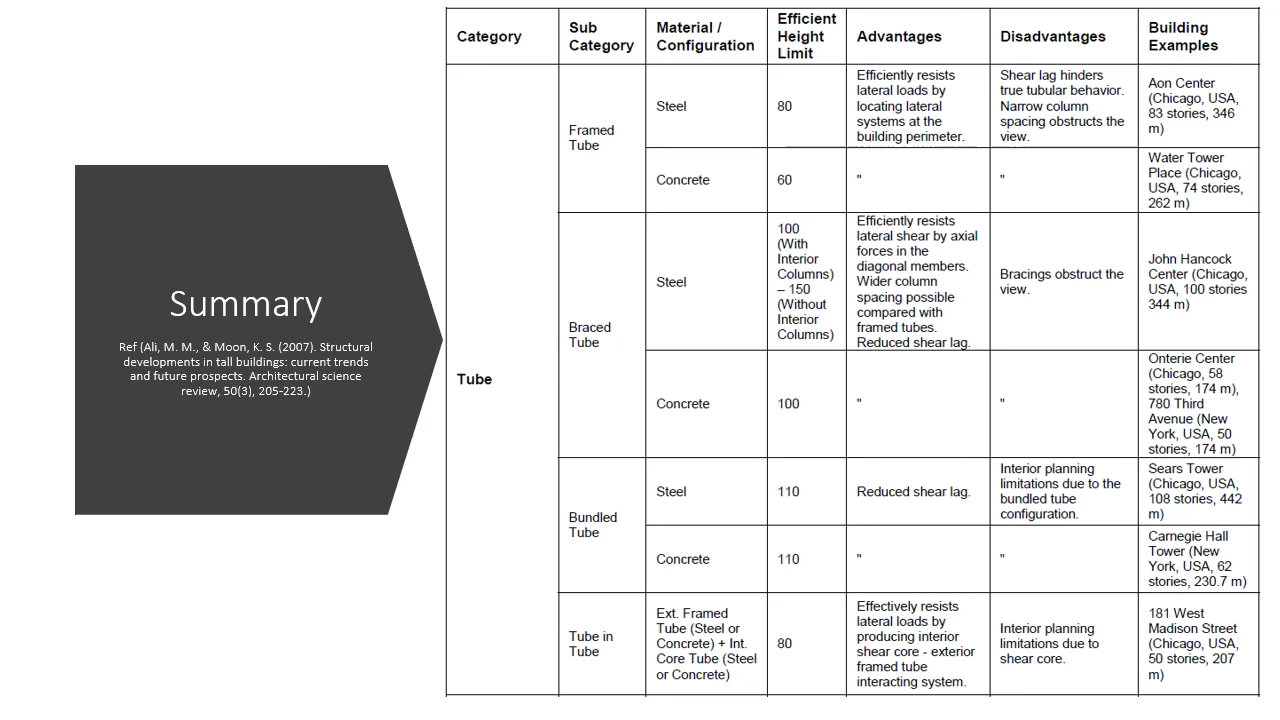 Summary
Ref (Ali, M. M., & Moon, K. S. (2007). Structural
developments in tall buildings: current trends
and future prospects. Architectural science
review, 50(3), 205-223.)
Category
Sub
Category
Material /
Configuration
Efficient
Height
Limit
Advantages
Disadvantages
Building
Examples
Tube
Framed
Tube
Steel
80
Efficiently resists
lateral loads by
locating lateral
systems at the
building perimeter.
Shear lag hinders
true tubular behavior.
Narrow column
spacing obstructs the
view.
Aon Center
(Chicago, USA,
83 stories, 346
m)
Concrete
60
"
"
Water Tower
Place (Chicago,
USA, 74 stories,
262 m)
Braced
Tube
Steel
100
(With
Interior
Columns)
– 150
(Without
Interior
Columns)
Efficiently resists
lateral shear by axial
forces in the
diagonal members.
Wider column
spacing possible
compared with
framed tubes.
Reduced shear lag.
Bracings obstruct the
view.
John Hancock
Center (Chicago,
USA, 100 stories
344 m)
Concrete
100
"
"
Onterie Center
(Chicago, 58
stories, 174 m),
780 Third
Avenue (New
York, USA, 50
stories, 174 m)
Bundled
Tube
Steel
110
Reduced shear lag.
Interior planning
limitations due to the
bundled tube
configuration.
Sears Tower
(Chicago, USA,
108 stories, 442
m)
Concrete
110
"
"
Carnegie Hall
Tower (New
York, USA, 62
stories, 230.7 m)
Tube in
Tube
Ext. Framed
Tube (Steel or
Concrete) + Int.
Core Tube (Steel
or Concrete)
80
Effectively resists
lateral loads by
producing interior
shear core - exterior
framed tube
interacting system.
Interior planning
limitations due to
shear core.
181 West
Madison Street
(Chicago, USA,
50 stories, 207
m)